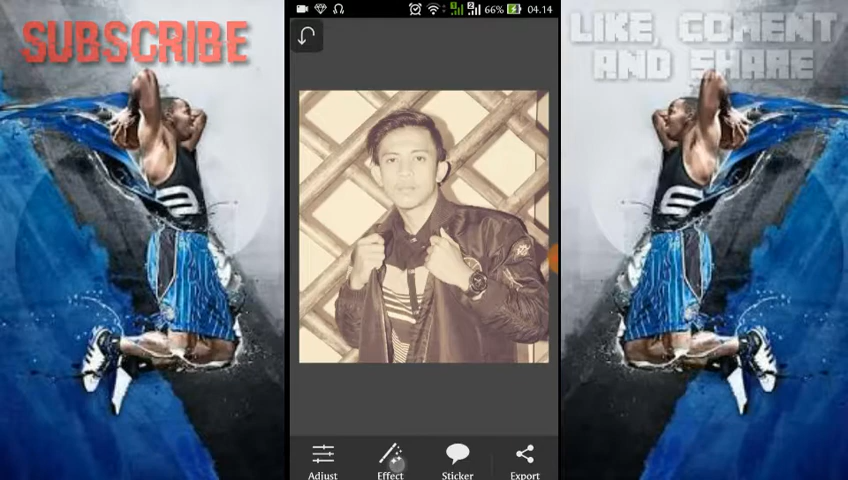 SUBSCRIBE
LIKE, COMENT
AND SHARE
66% 04.14
Adjust
Effect
Sticker
Export